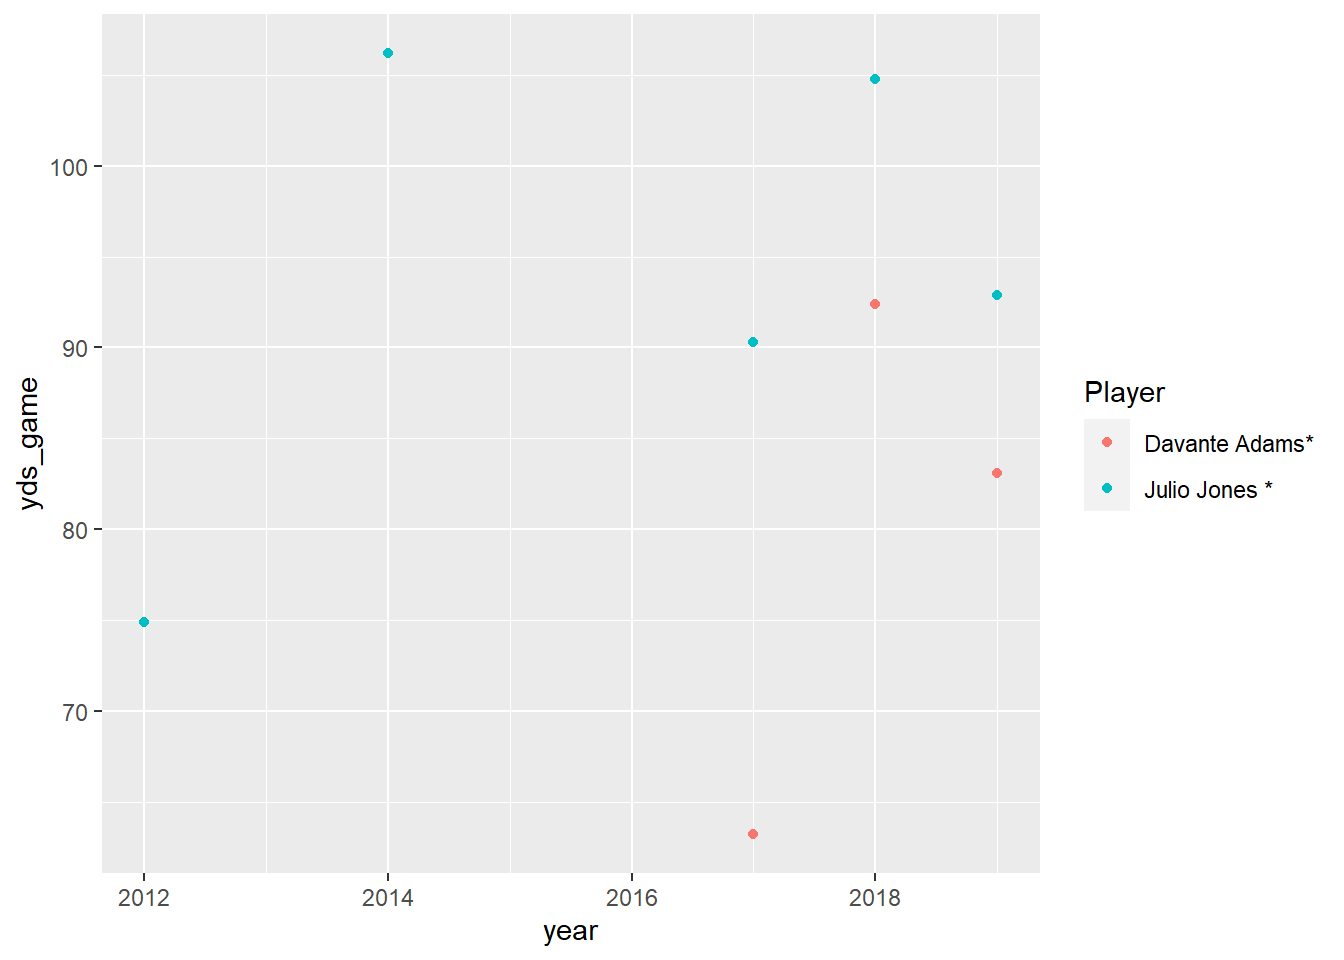 100
90
80
70
yds_game
2012 2014 2016 2018
year
Player
Davante Adams*
Julio Jones *